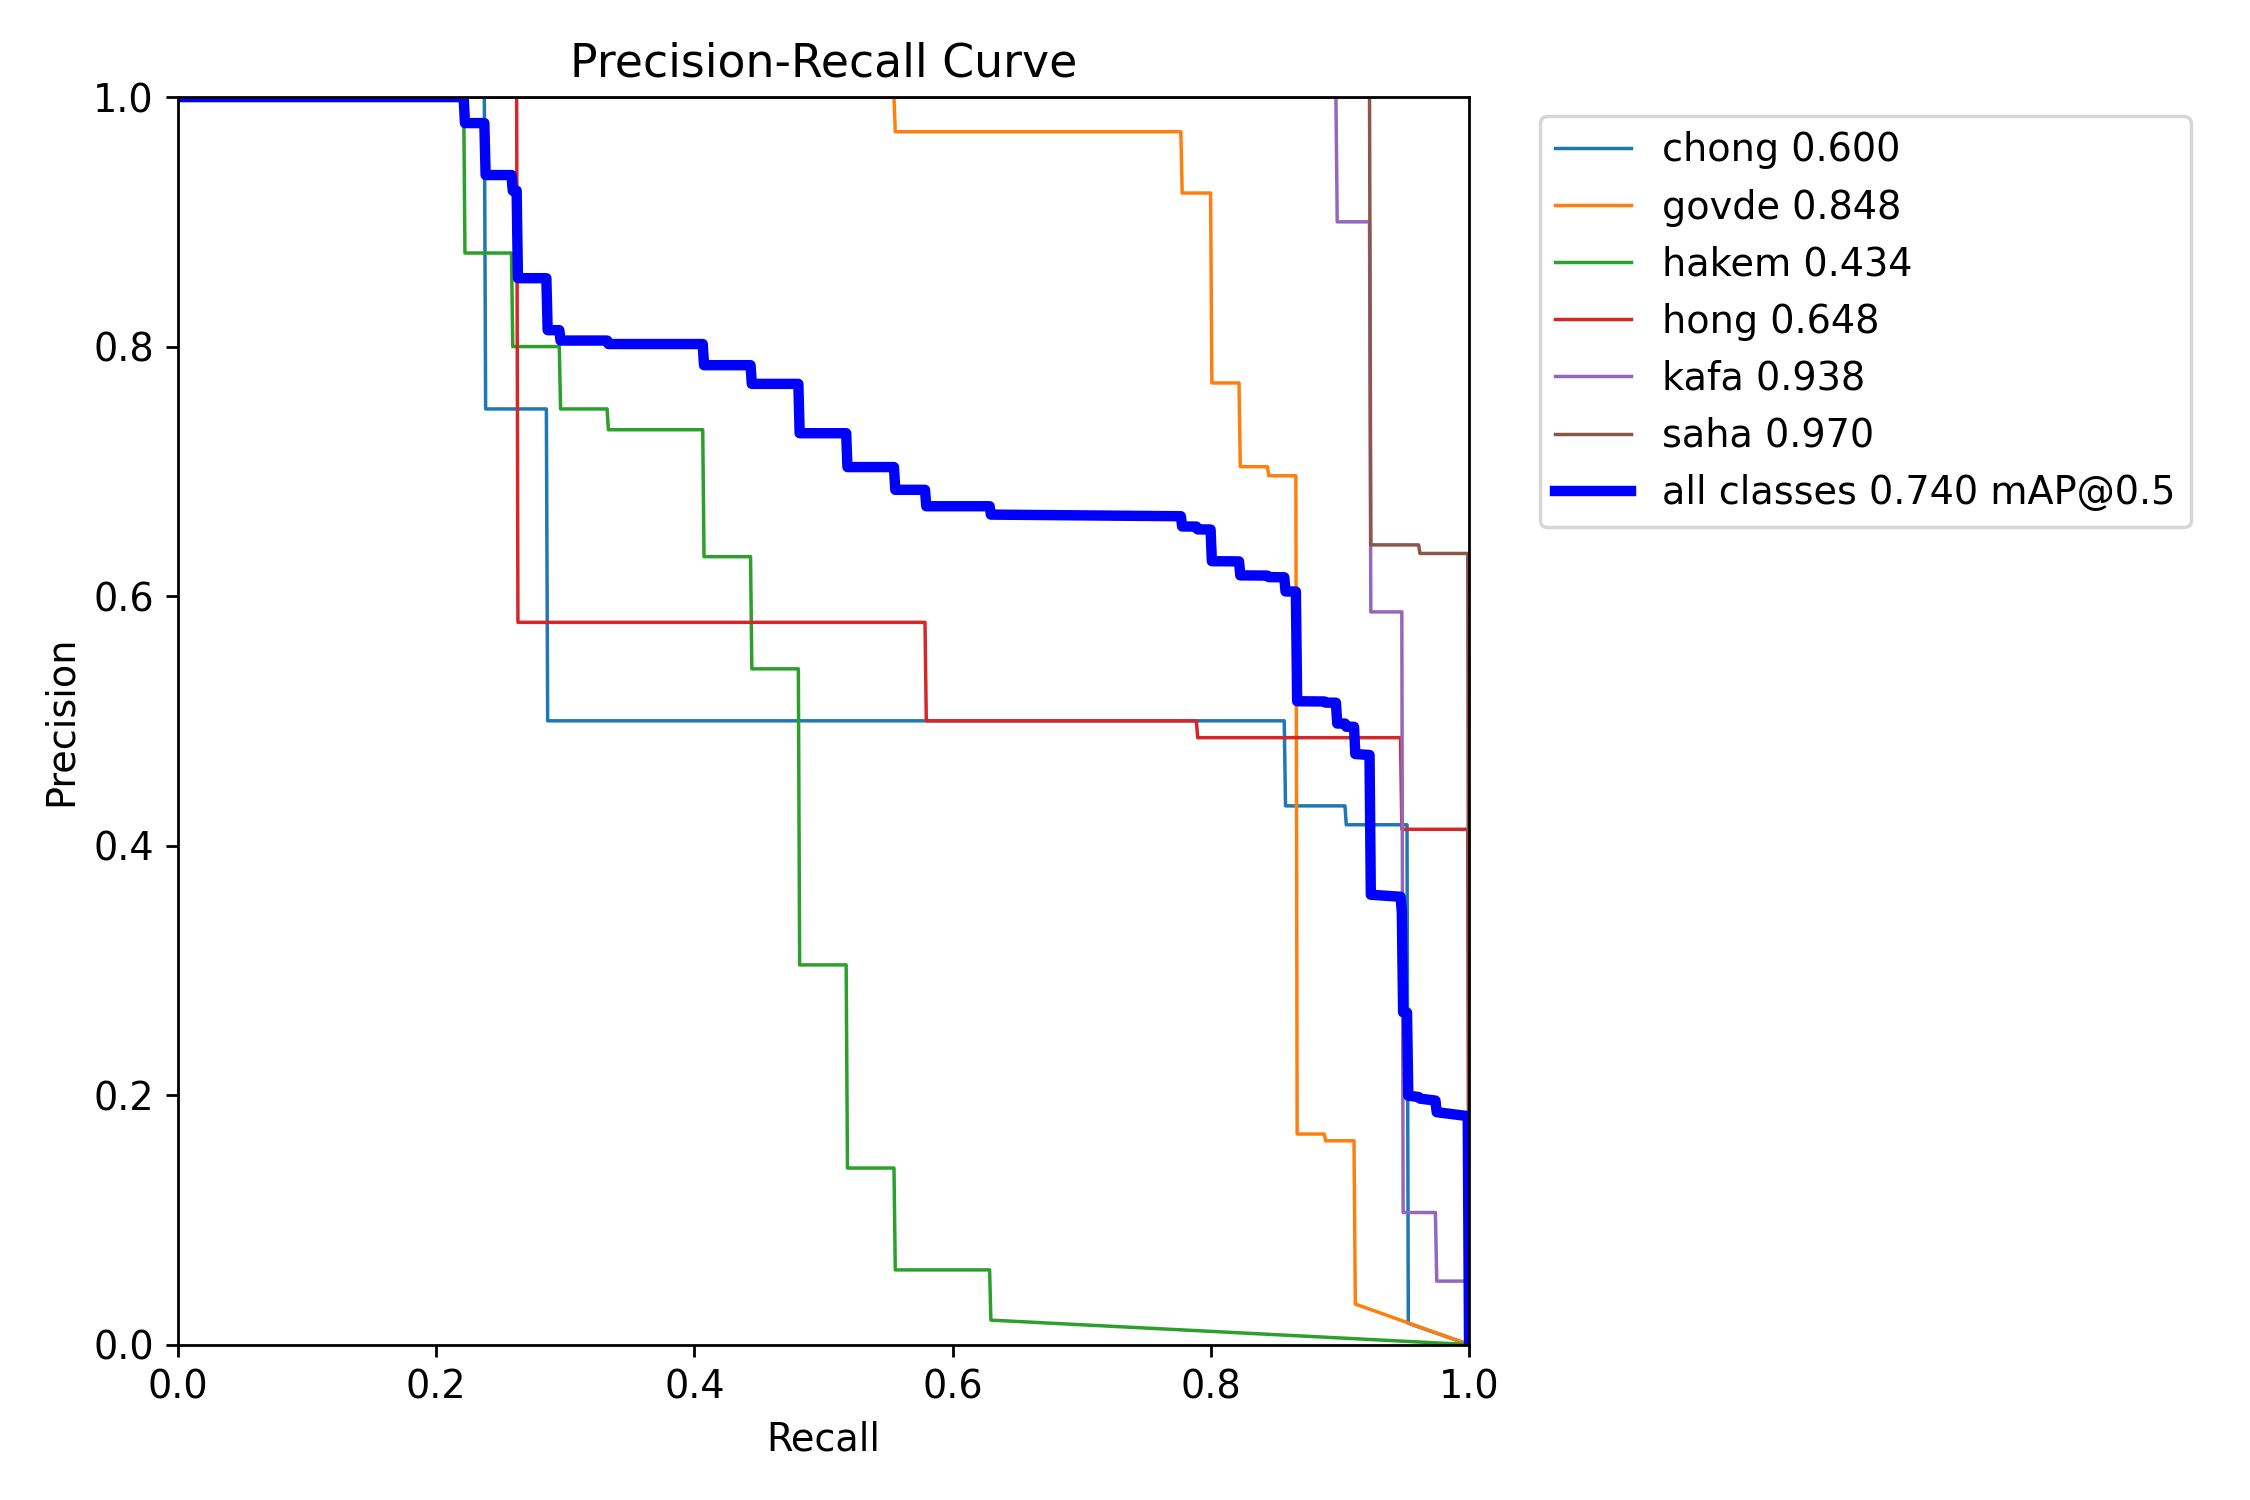 Precision-Recall Curve
1.0
0.8
0.6
0.4
0.2
0.0
Precision
0.0 0.2 0.4 0.6 0.8 1.0
Recall
chong 0.600
govde 0.848
hakem 0.434
hong 0.648
kafa 0.938
saha 0.970
all classes 0.740 mAP@0.5